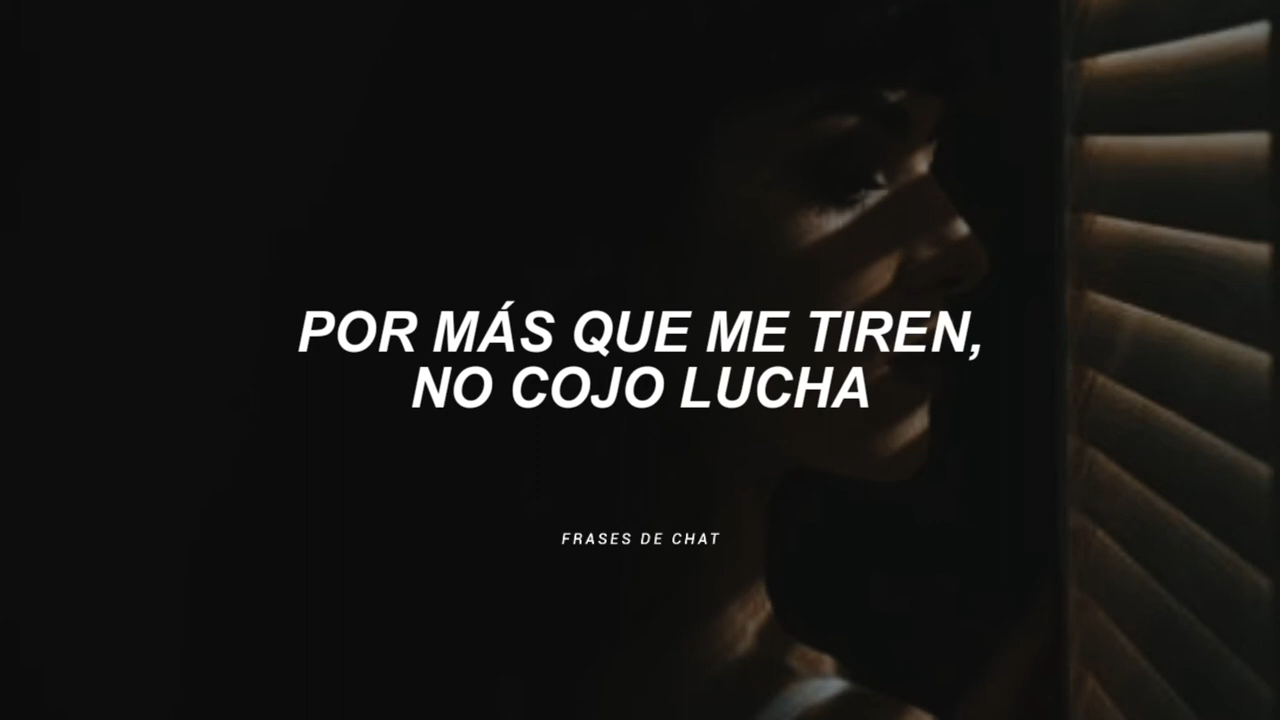 POR MÁS QUE ME TIREN,
NO COJO LUCHA
FRASES DE CHAT